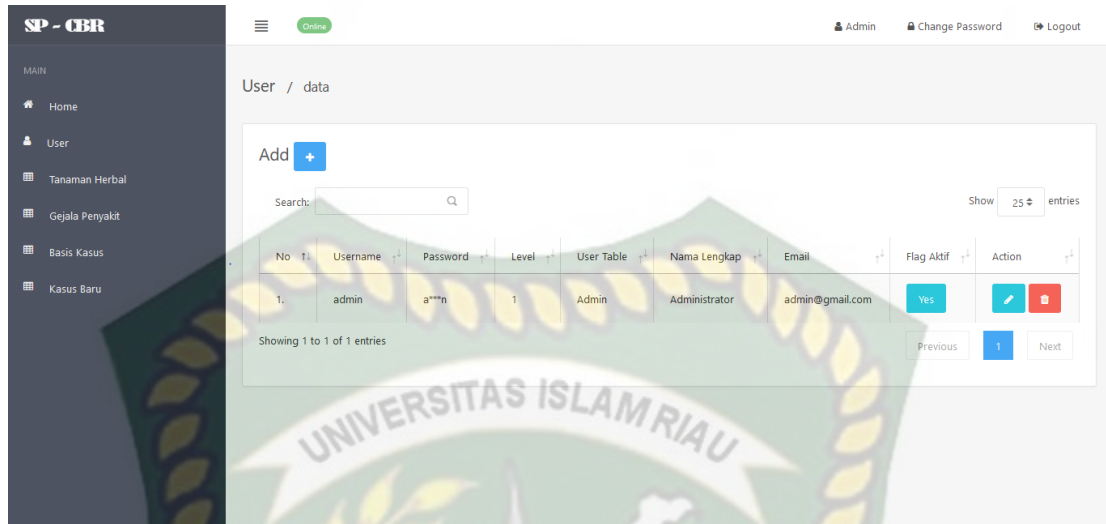 SP - CBR
Online
Admin
Change Password
Logout
MAIN
Home
User
Tanaman Herbal
Gejala Penyakit
Basis Kasus
Kasus Baru
User / data
Add +
Search:
Show 25 entries
No Username Password Level User Table Nama Lengkap Email Flag Aktif Action
1. admin a***n 1 Admin Administrator admin@gmail.com Yes
Showing 1 to 1 of 1 entries
Previous 1 Next
UNIVERSITAS ISLAM RIAU